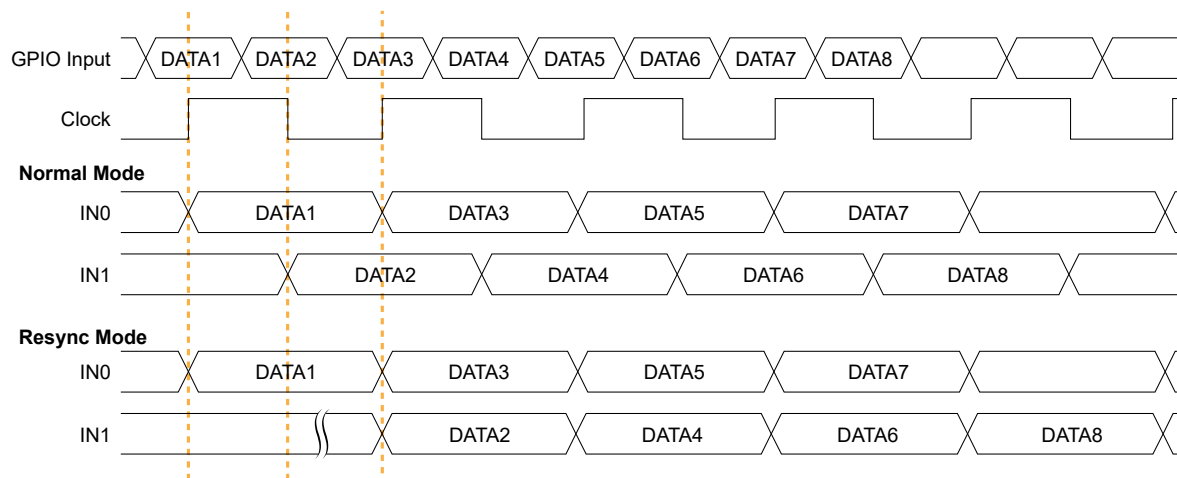 GPIO Input DATA1 DATA2 DATA3 DATA4 DATA5 DATA6 DATA7 DATA8
Clock
Normal Mode
IN0 DATA1 DATA3 DATA5 DATA7
IN1 DATA2 DATA4 DATA6 DATA8
Resync Mode
IN0 DATA1 DATA3 DATA5 DATA7
IN1 DATA2 DATA4 DATA6 DATA8